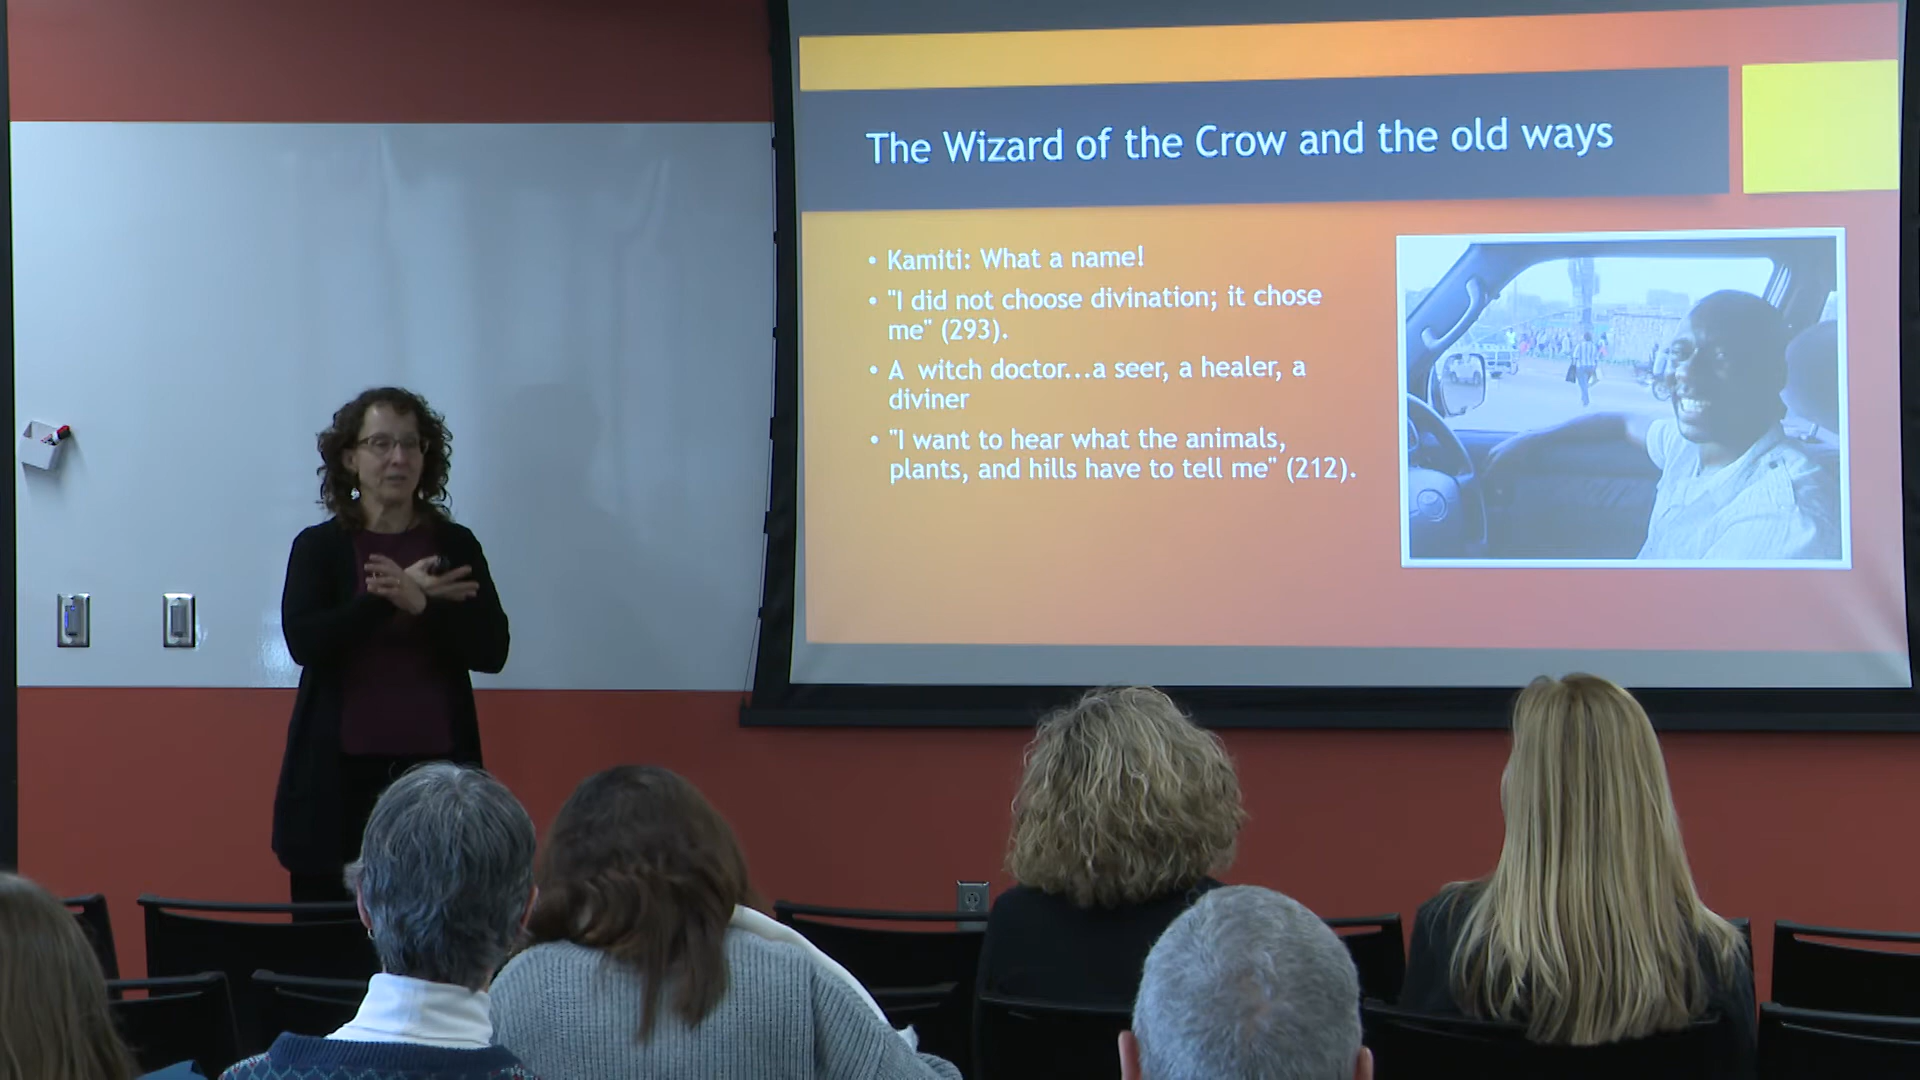 The Wizard of the Crow and the old ways
• Kamiti: What a name!
• "I did not choose divination; it chose
me" (293).
• A witch doctor...a seer, a healer, a
diviner
• "I want to hear what the animals,
plants, and hills have to tell me" (212).